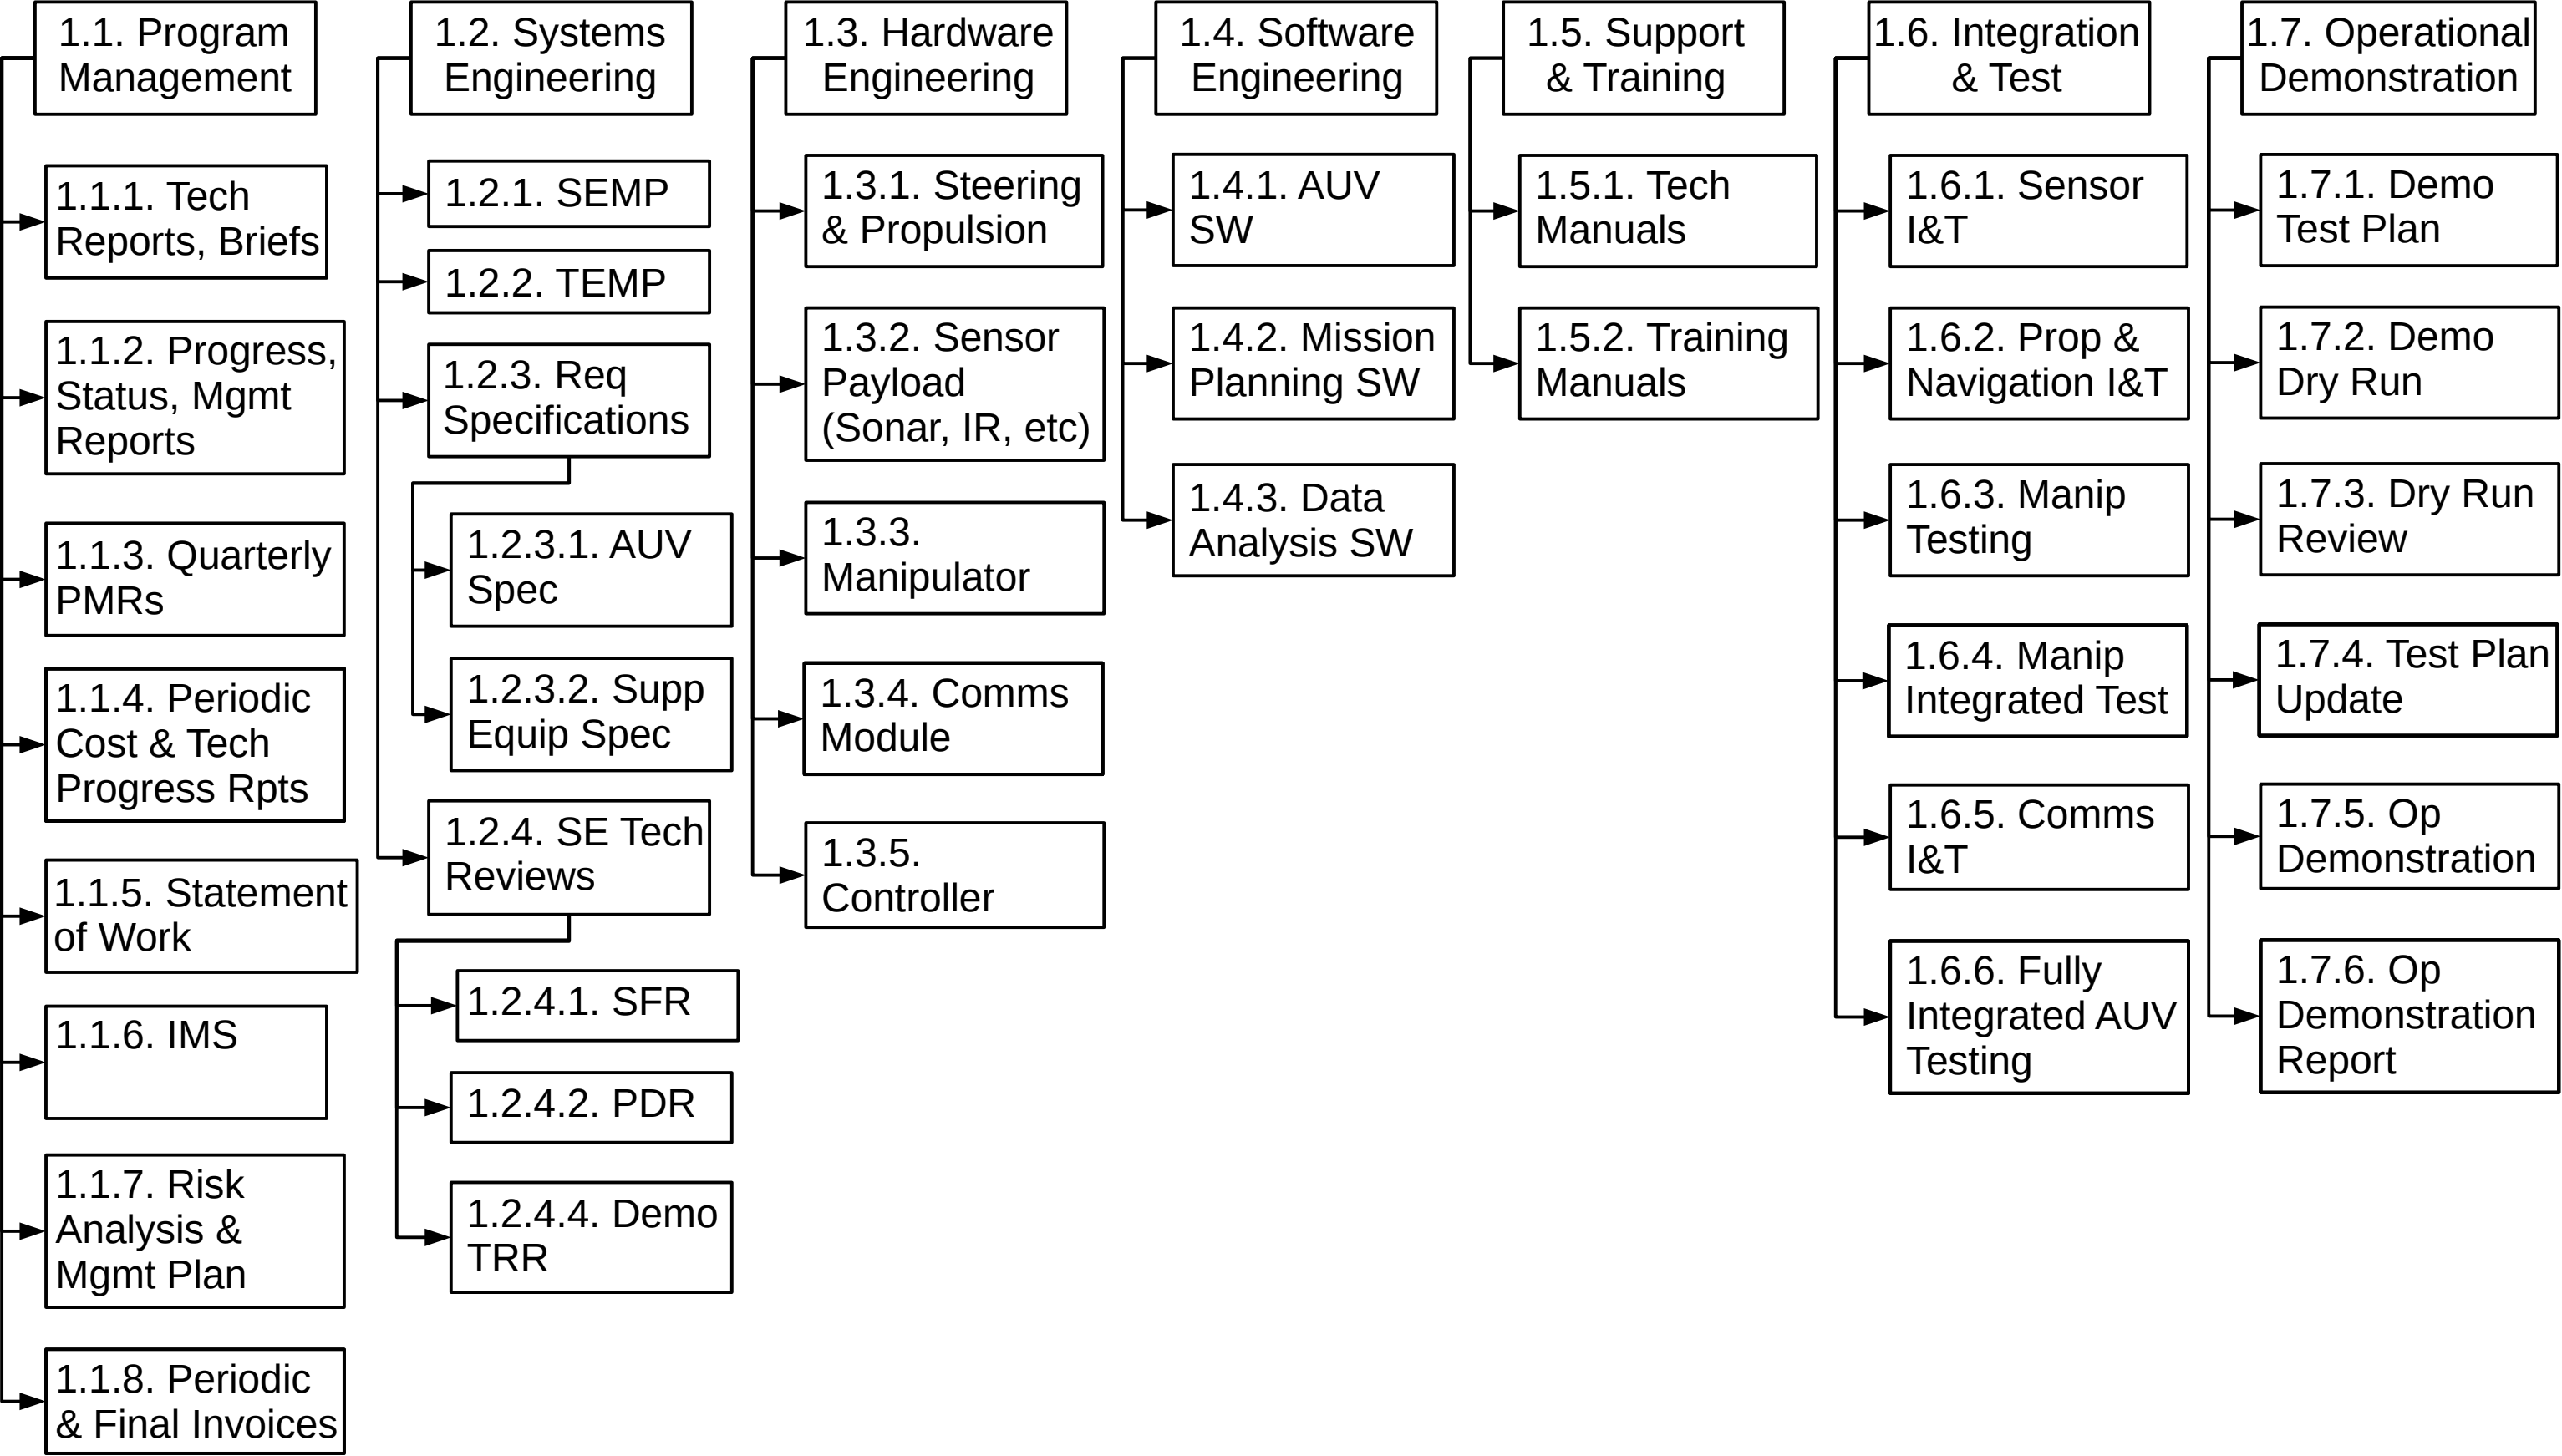 1.1. Program
Management
1.1.1. Tech
Reports, Briefs
1.1.2. Progress,
Status, Mgmt
Reports
1.1.3. Quarterly
PMRs
1.1.4. Periodic
Cost & Tech
Progress Rpts
1.1.5. Statement
of Work
1.1.6. IMS
1.1.7. Risk
Analysis &
Mgmt Plan
1.1.8. Periodic
& Final Invoices
1.2. Systems
Engineering
1.2.1. SEMP
1.2.2. TEMP
1.2.3. Req
Specifications
1.2.3.1. AUV
Spec
1.2.3.2. Supp
Equip Spec
1.2.4. SE Tech
Reviews
1.2.4.1. SFR
1.2.4.2. PDR
1.2.4.4. Demo
TRR
1.3. Hardware
Engineering
1.3.1. Steering
& Propulsion
1.3.2. Sensor
Payload
(Sonar, IR, etc)
1.3.3.
Manipulator
1.3.4. Comms
Module
1.3.5.
Controller
1.4. Software
Engineering
1.4.1. AUV
SW
1.4.2. Mission
Planning SW
1.4.3. Data
Analysis SW
1.5. Support
& Training
1.5.1. Tech
Manuals
1.5.2. Training
Manuals
1.6. Integration
& Test
1.6.1. Sensor
I&T
1.6.2. Prop &
Navigation I&T
1.6.3. Manip
Testing
1.6.4. Manip
Integrated Test
1.6.5. Comms
I&T
1.6.6. Fully
Integrated AUV
Testing
1.7. Operational
Demonstration
1.7.1. Demo
Test Plan
1.7.2. Demo
Dry Run
1.7.3. Dry Run
Review
1.7.4. Test Plan
Update
1.7.5. Op
Demonstration
1.7.6. Op
Demonstration
Report